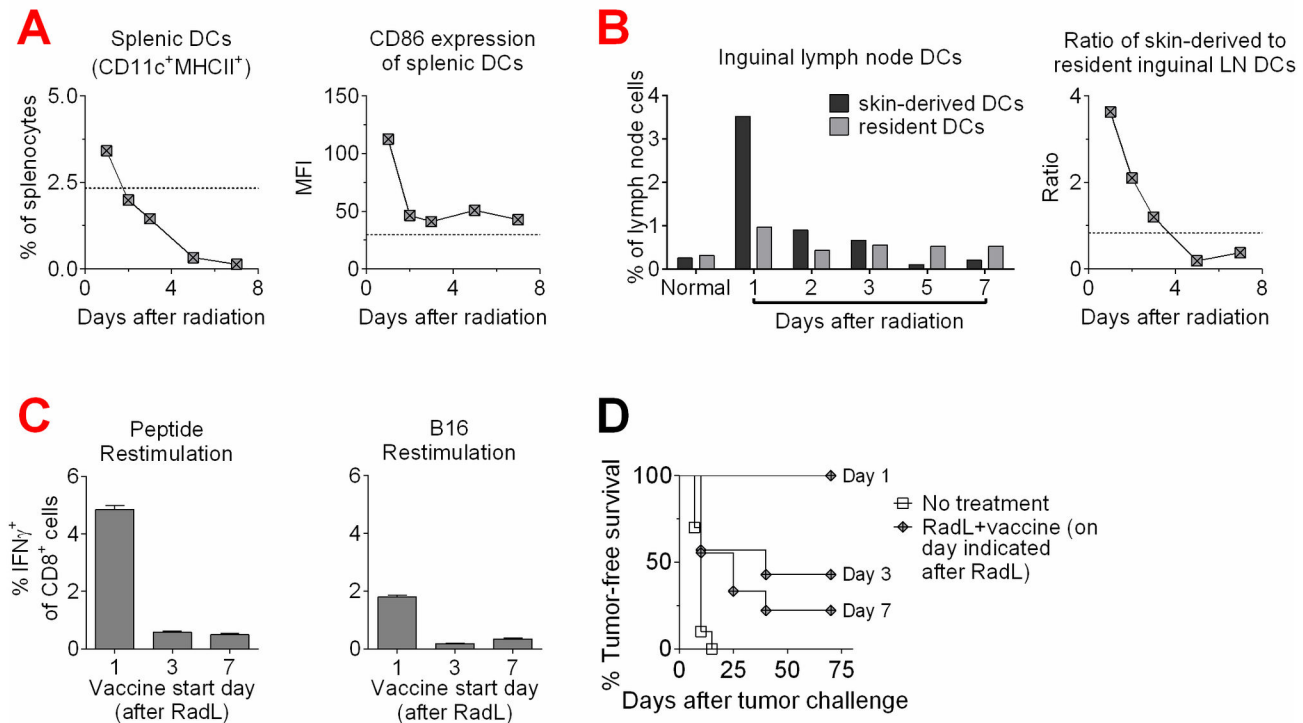 A
Splenic DCs
(CD11c⁺MHCII⁺)
% of splenocytes
5.0
2.5
0.0
0 4 8
Days after radiation
CD86 expression
of splenic DCs
MFI
150
100
50
0
0 4 8
Days after radiation
B
Inguinal lymph node DCs
% of lymph node cells
4
3
2
1
0
skin-derived DCs
resident DCs
Normal 1 2 3 5 7
Days after radiation
Ratio of skin-derived to
resident inguinal LN DCs
Ratio
4
2
0
0 4 8
Days after radiation
C
Peptide
Restimulation
% IFNγ⁺
of CD8⁺ cells
6
4
2
0
1 3 7
Vaccine start day
(after RadL)
B16
Restimulation
6
4
2
0
1 3 7
Vaccine start day
(after RadL)
D
% Tumor-free survival
100
50
0
0 25 50 75
Days after tumor challenge
Day 1
Day 3
Day 7
No treatment
RadL+vaccine (on
day indicated
after RadL)